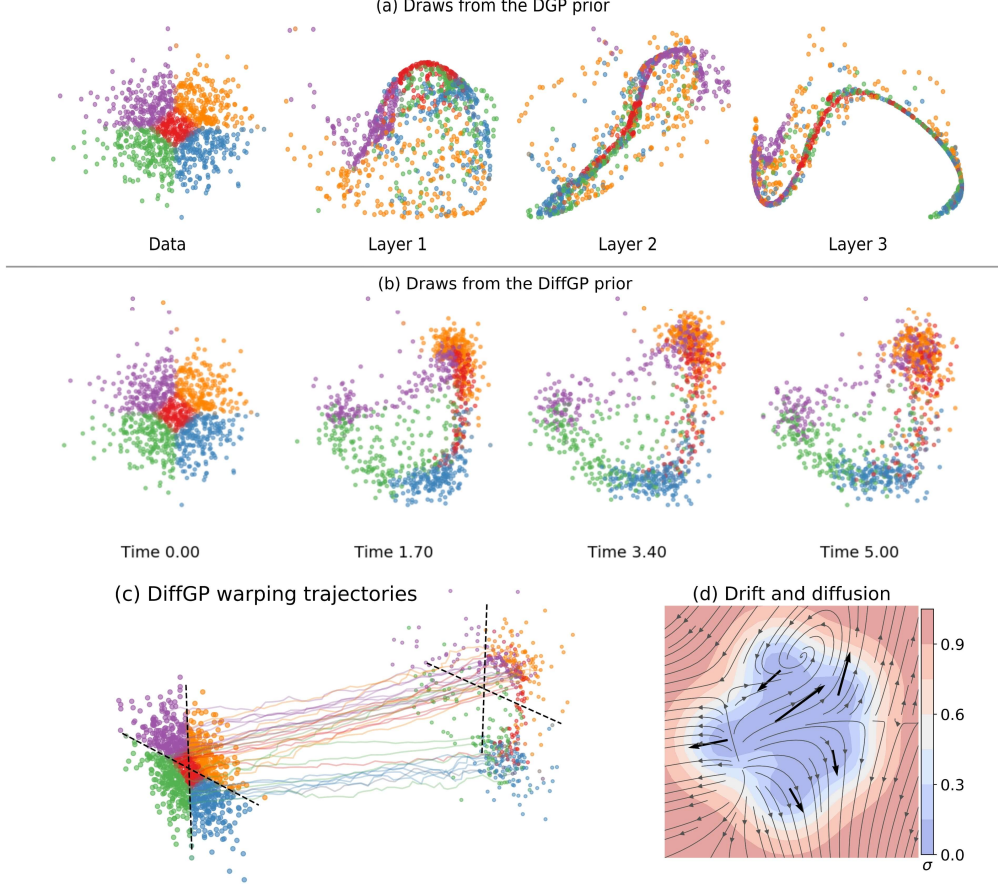 (a) Draws from the DGP prior
Data
Layer 1
Layer 2
Layer 3
(b) Draws from the DiffGP prior
Time 0.00
Time 1.70
Time 3.40
Time 5.00
(c) DiffGP warping trajectories
(d) Drift and diffusion
0.9
0.6
0.3
0.0
σ